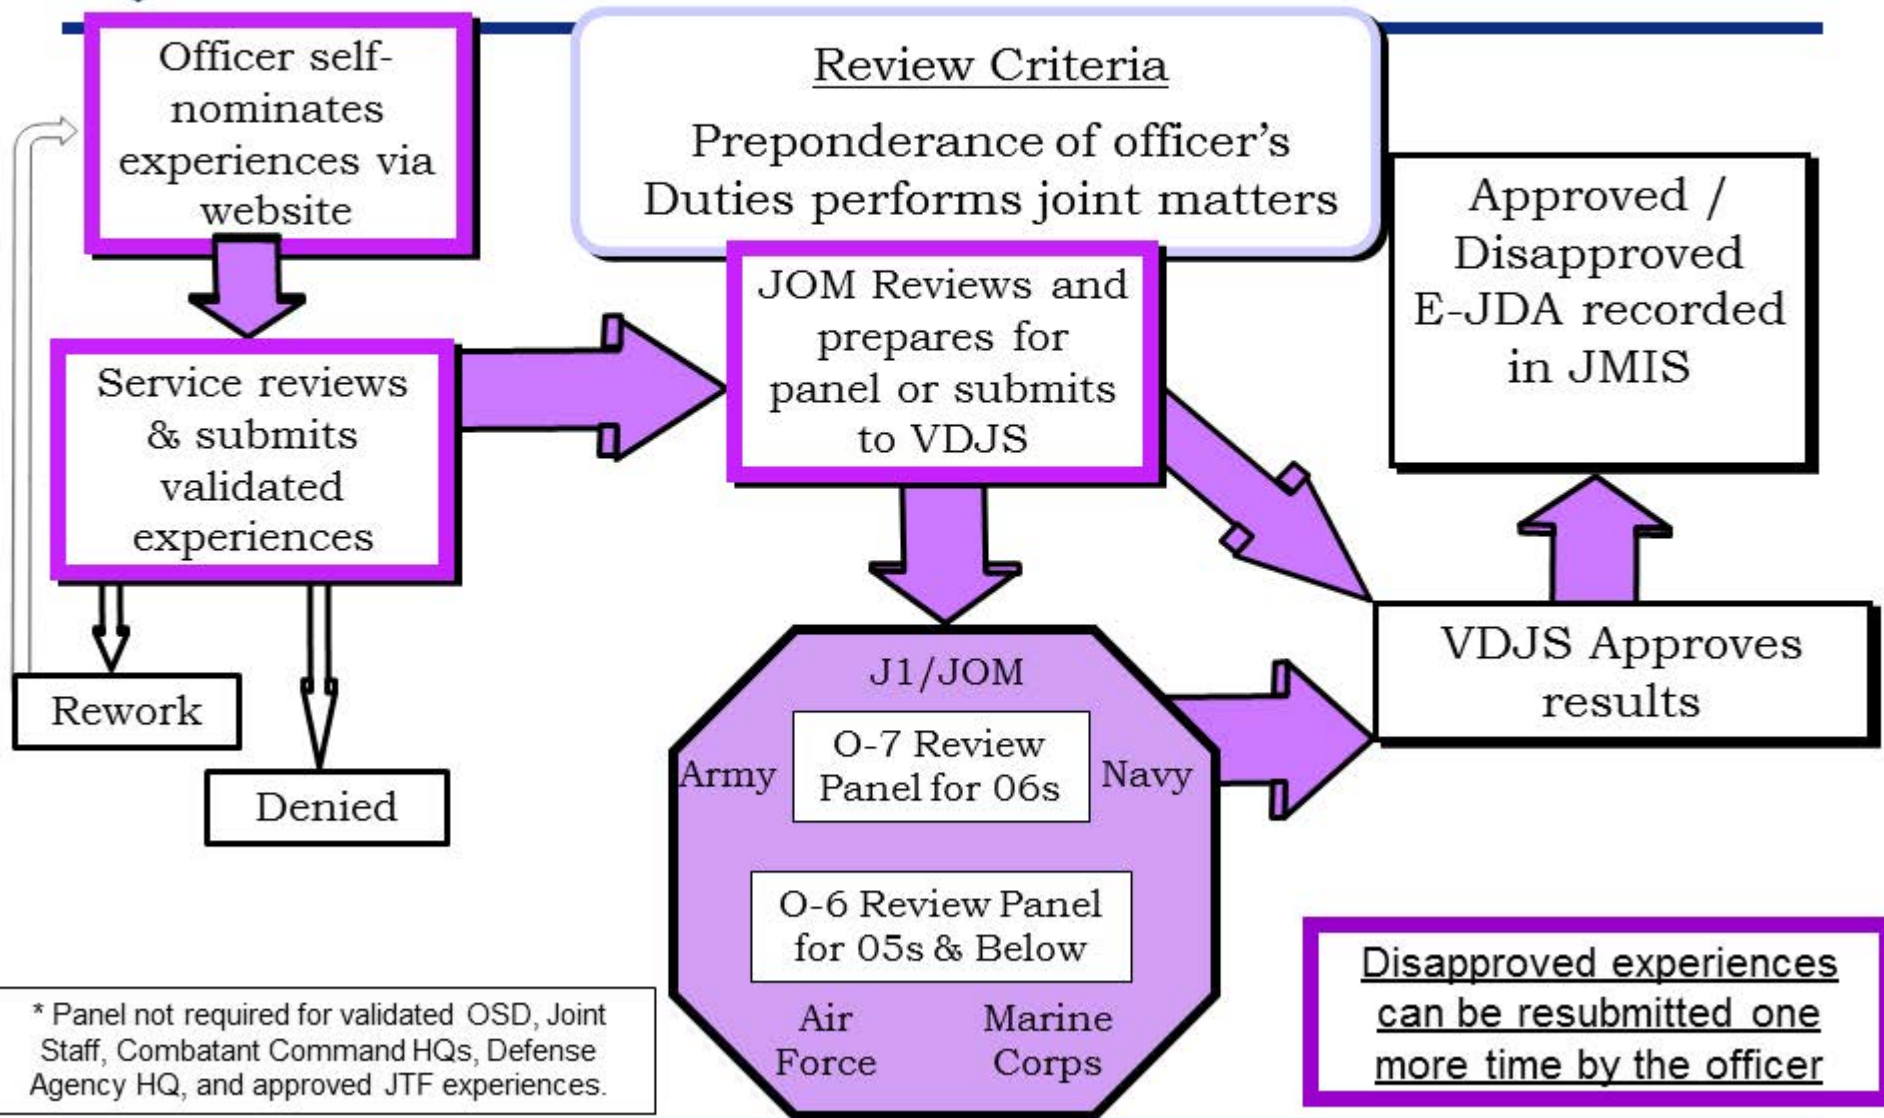 Officer self-
nominates
experiences via
website
Review Criteria
Preponderance of officer's
Duties performs joint matters
Approved /
Disapproved
E-JDA recorded
in JMIS
Service reviews
& submits
validated
experiences
JOM Reviews and
prepares for
panel or submits
to VDJS
Rework
Denied
J1/JOM
Army
O-7 Review
Panel for 06s
Navy
O-6 Review Panel
for 05s & Below
Air
Force
Marine
Corps
VDJS Approves
results
* Panel not required for validated OSD, Joint
Staff, Combatant Command HQs, Defense
Agency HQ, and approved JTF experiences.
Disapproved experiences
can be resubmitted one
more time by the officer